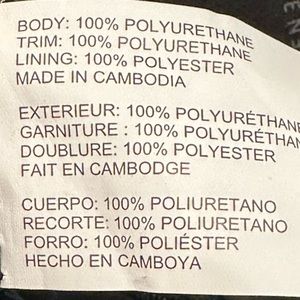 BODY: 100% POLYURETHANE
TRIM: 100% POLYURETHANE
LINING: 100% POLYESTER
MADE IN CAMBODIA
EXTERIEUR: 100% POLYURÉTHANE
GARNITURE : 100% POLYURÉTHAN
DOUBLURE: 100% POLYESTER
FAIT EN CAMBODGE
CUERPO: 100% POLIURETANO
RECORTE: 100% POLIURETANO
FORRO: 100% POLIÉSTER
HECHO EN CAMBOYA